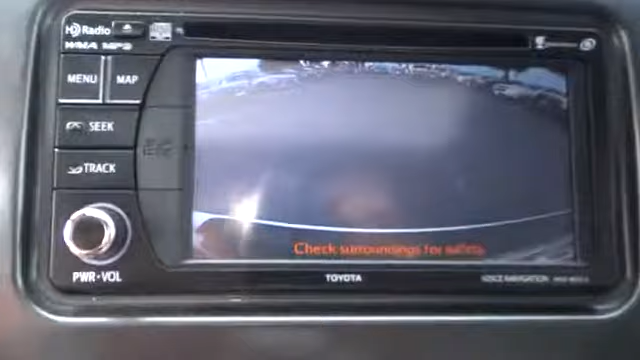 HD Radio
WMA MP3
MENU
MAP
SEEK
TRACK
PWR·VOL
Check surroundings for safety
TOYOTA
VOICE NAVIGATION